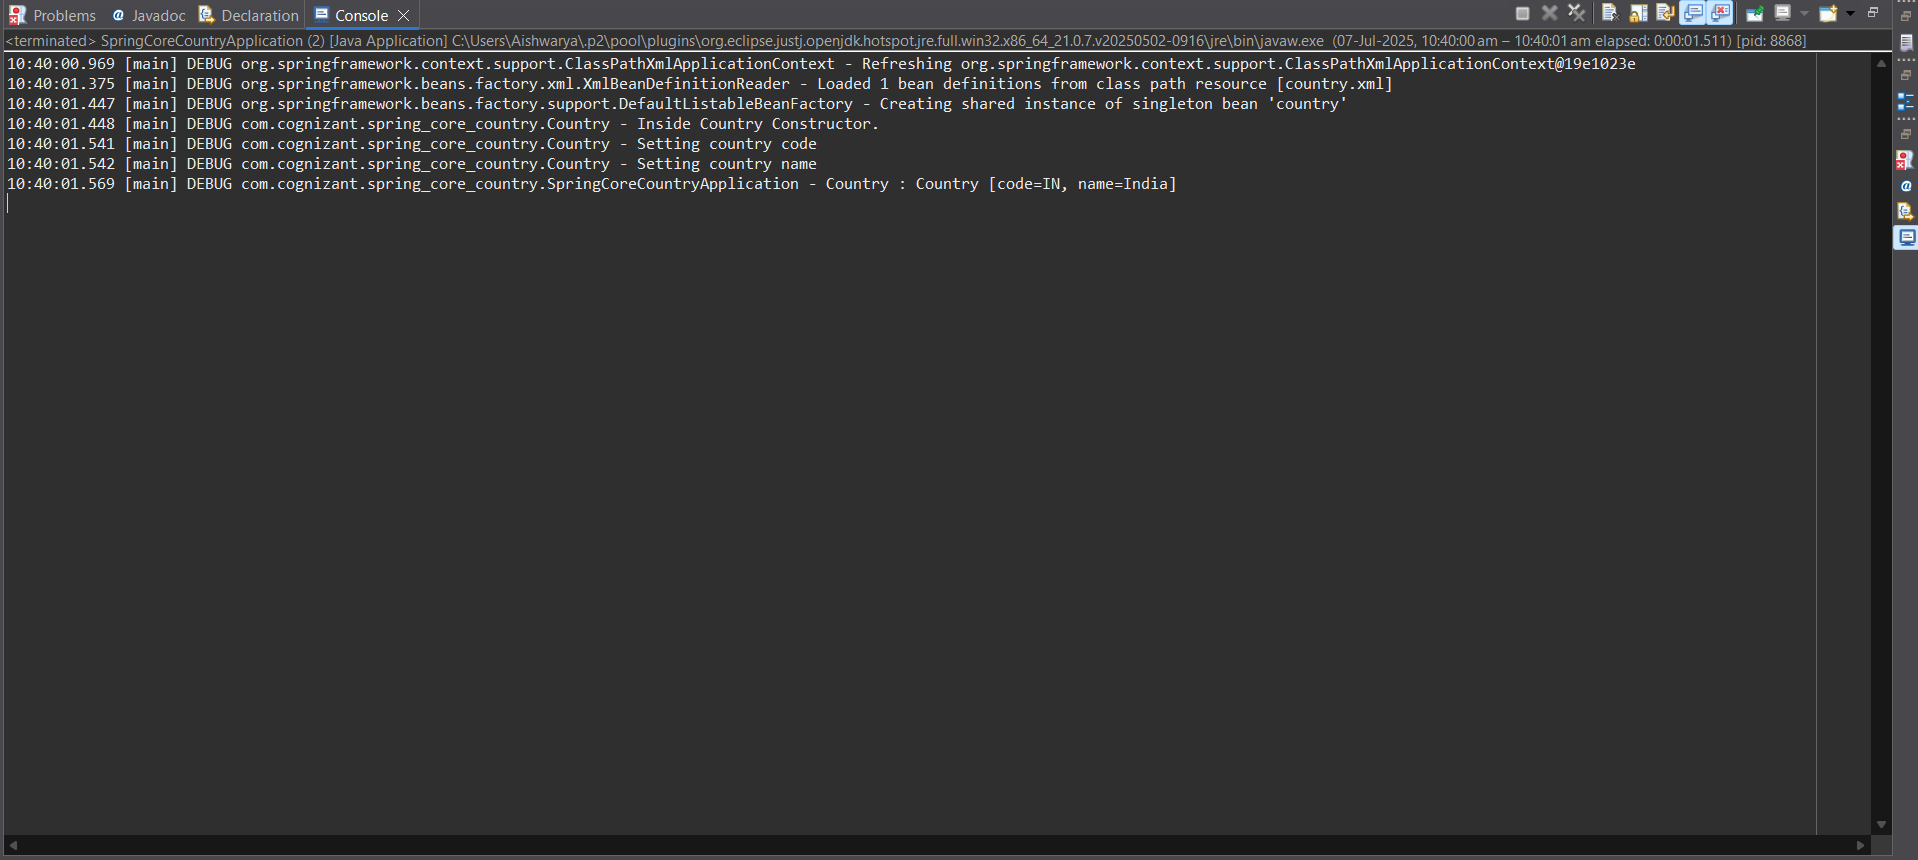 Problems @ Javadoc Declaration Console
<terminated> SpringCoreCountryApplication (2) [Java Application] C:\Users\Aishwarya\.p2\pool\plugins\org.eclipse.justj.openjdk.hotspot.jre.full.win32.x86_64_21.0.7.v20250502-0916\jre\bin\javaw.exe (07-Jul-2025, 10:40:00 am – 10:40:01 am elapsed: 0:00:01.511) [pid: 8868]
10:40:00.969 [main] DEBUG org.springframework.context.support.ClassPathXmlApplicationContext - Refreshing org.springframework.context.support.ClassPathXmlApplicationContext@19e1023e
10:40:01.375 [main] DEBUG org.springframework.beans.factory.xml.XmlBeanDefinitionReader - Loaded 1 bean definitions from class path resource [country.xml]
10:40:01.447 [main] DEBUG org.springframework.beans.factory.support.DefaultListableBeanFactory - Creating shared instance of singleton bean 'country'
10:40:01.448 [main] DEBUG com.cognizant.spring_core_country.Country - Inside Country Constructor.
10:40:01.541 [main] DEBUG com.cognizant.spring_core_country.Country - Setting country code
10:40:01.542 [main] DEBUG com.cognizant.spring_core_country.Country - Setting country name
10:40:01.569 [main] DEBUG com.cognizant.spring_core_country.SpringCoreCountryApplication - Country : Country [code=IN, name=India]